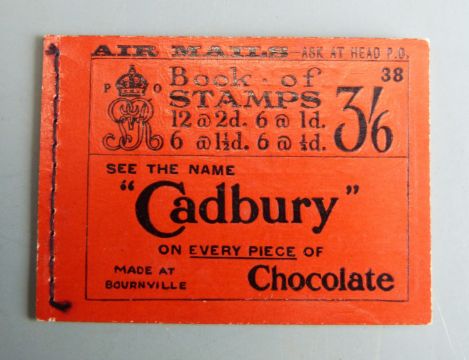 AIR MAILS - ASK AT HEAD P.O.
38
P O
Book of
STAMPS
12 @ 2d. 6 @ 1d.
6 @ 1½d. 6 @ ½d.
3/6
SEE THE NAME
"Cadbury"
ON EVERY PIECE OF
MADE AT
BOURNVILLE
Chocolate